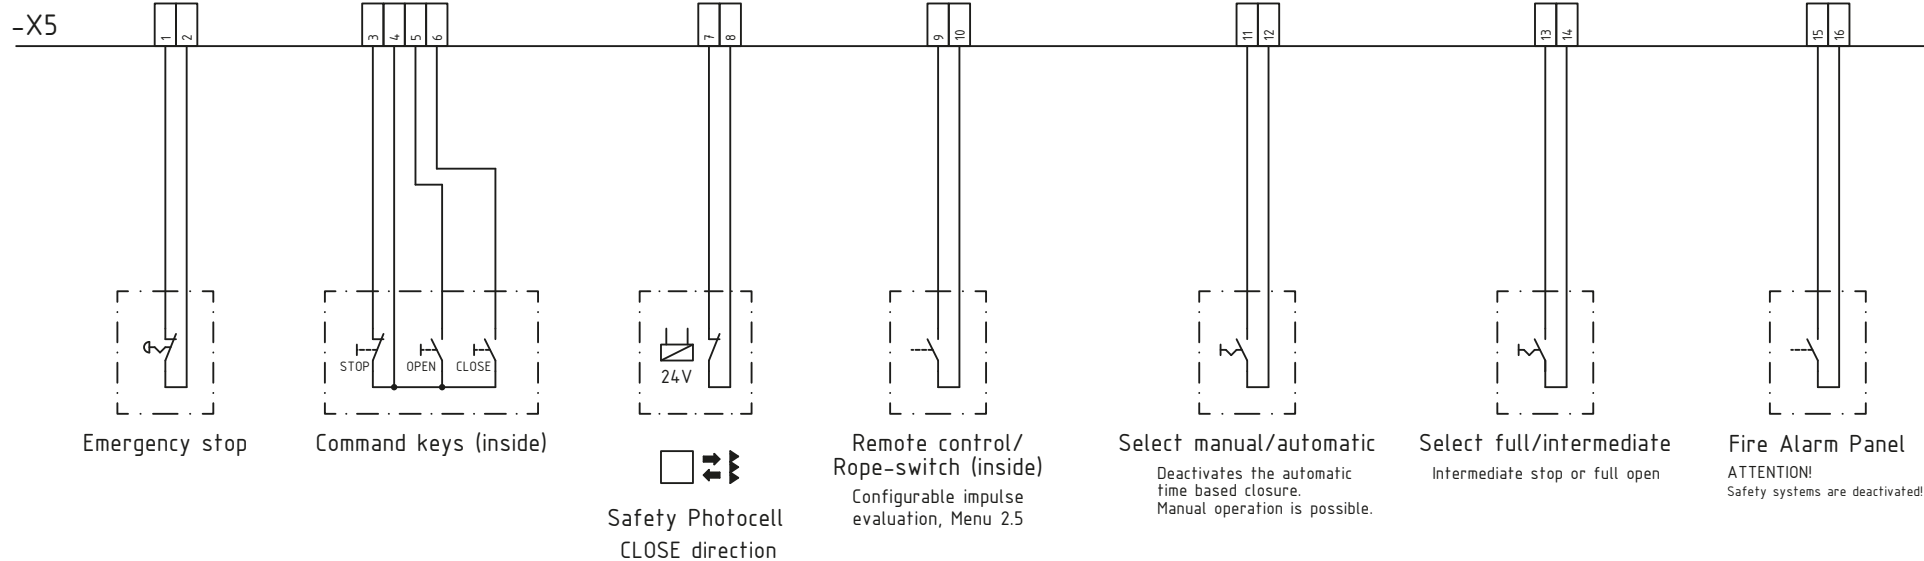 -X5
1 2 3 4 5 6 7 8 9 10 11 12 13 14 15 16
STOP OPEN CLOSE
24V
Emergency stop
Command keys (inside)
Safety Photocell
CLOSE direction
Remote control/
Rope-switch (inside)
Configurable impulse
evaluation, Menu 2.5
Select manual/automatic
Deactivates the automatic
time based closure.
Manual operation is possible.
Select full/intermediate
Intermediate stop or full open
Fire Alarm Panel
ATTENTION!
Safety systems are deactivated!